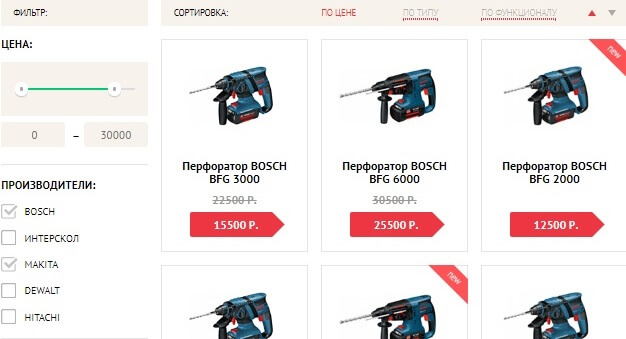 ФИЛЬТР:
СОРТИРОВКА:
ПО ЦЕНЕ
ПО ТИПУ
ПО ФУНКЦИОНАЛУ
ЦЕНА:
0 – 30000
ПРОИЗВОДИТЕЛИ:
BOSCH
ИНТЕРСКОЛ
MAKITA
DEWALT
HITACHI
Перфоратор BOSCH
BFG 3000
22500 Р.
15500 Р.
Перфоратор BOSCH
BFG 6000
30500 Р.
25500 Р.
new
Перфоратор BOSCH
BFG 2000
12500 Р.
new